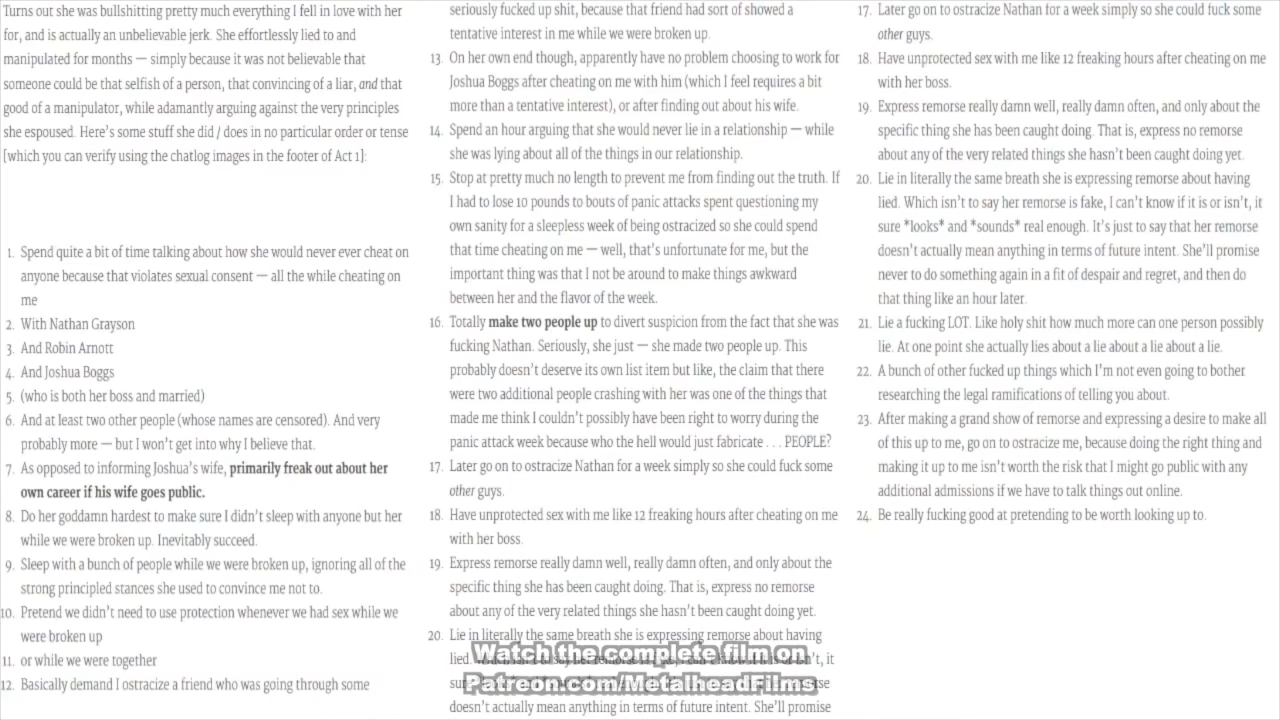 Turns out she was bullshitting pretty much everything I fell in love with her
for, and is actually an unbelievable jerk. She effortlessly lied to and
manipulated for months — simply because it was not believable that
someone could be that selfish of a person, that convincing of a liar, and that
good of a manipulator, while adamantly arguing against the very principles
she espoused. Here's some stuff she did / does in no particular order or tense
[which you can verify using the chatlog images in the footer of Act 1]:
1. Spend quite a bit of time talking about how she would never ever cheat on
anyone because that violates sexual consent — all the while cheating on
me
2. With Nathan Grayson
3. And Robin Arnott
4. And Joshua Boggs
5. (who is both her boss and married)
6. And at least two other people (whose names are censored). And very
probably more — but I won't get into why I believe that.
7. As opposed to informing Joshua's wife, primarily freak out about her
own career if his wife goes public.
8. Do her goddamn hardest to make sure I didn't sleep with anyone but her
while we were broken up. Inevitably succeed.
9. Sleep with a bunch of people while we were broken up, ignoring all of the
strong principled stances she used to convince me not to.
10. Pretend we didn't need to use protection whenever we had sex while we
were broken up
11. or while we were together
12. Basically demand I ostracize a friend who was going through some
seriously fucked up shit, because that friend had sort of showed a
tentative interest in me while we were broken up.
13. On her own end though, apparently have no problem choosing to work for
Joshua Boggs after cheating on me with him (which I feel requires a bit
more than a tentative interest), or after finding out about his wife.
14. Spend an hour arguing that she would never lie in a relationship — while
she was lying about all of the things in our relationship.
15. Stop at pretty much no length to prevent me from finding out the truth. If
I had to lose 10 pounds to bouts of panic attacks spent questioning my
own sanity for a sleepless week of being ostracized so she could spend
that time cheating on me — well, that's unfortunate for me, but the
important thing was that I not be around to make things awkward
between her and the flavor of the week.
16. Totally make two people up to divert suspicion from the fact that she was
fucking Nathan. Seriously, she just — she made two people up. This
probably doesn't deserve its own list item but like, the claim that there
were two additional people crashing with her was one of the things that
made me think I couldn't possibly have been right to worry during the
panic attack week because who the hell would just fabricate . . . PEOPLE?
17. Later go on to ostracize Nathan for a week simply so she could fuck some
other guys.
18. Have unprotected sex with me like 12 freaking hours after cheating on me
with her boss.
19. Express remorse really damn well, really damn often, and only about the
specific thing she has been caught doing. That is, express no remorse
about any of the very related things she hasn't been caught doing yet.
20. Lie in literally the same breath she is expressing remorse about having
lied.
doesn't actually mean anything in terms of future intent. She'll promise
17. Later go on to ostracize Nathan for a week simply so she could fuck some
other guys.
18. Have unprotected sex with me like 12 freaking hours after cheating on me
with her boss.
19. Express remorse really damn well, really damn often, and only about the
specific thing she has been caught doing. That is, express no remorse
about any of the very related things she hasn't been caught doing yet.
20. Lie in literally the same breath she is expressing remorse about having
lied. Which isn't to say her remorse is fake, I can't know if it is or isn't, it
sure *looks* and *sounds* real enough. It's just to say that her remorse
doesn't actually mean anything in terms of future intent. She'll promise
never to do something again in a fit of despair and regret, and then do
that thing like an hour later.
21. Lie a fucking LOT. Like holy shit how much more can one person possibly
lie. At one point she actually lies about a lie about a lie about a lie.
22. A bunch of other fucked up things which I'm not even going to bother
researching the legal ramifications of telling you about.
23. After making a grand show of remorse and expressing a desire to make all
of this up to me, go on to ostracize me, because doing the right thing and
making it up to me isn't worth the risk that I might go public with any
additional admissions if we have to talk things out online.
24. Be really fucking good at pretending to be worth looking up to.
Watch the complete film on
Patreon.com/MetalheadFilms